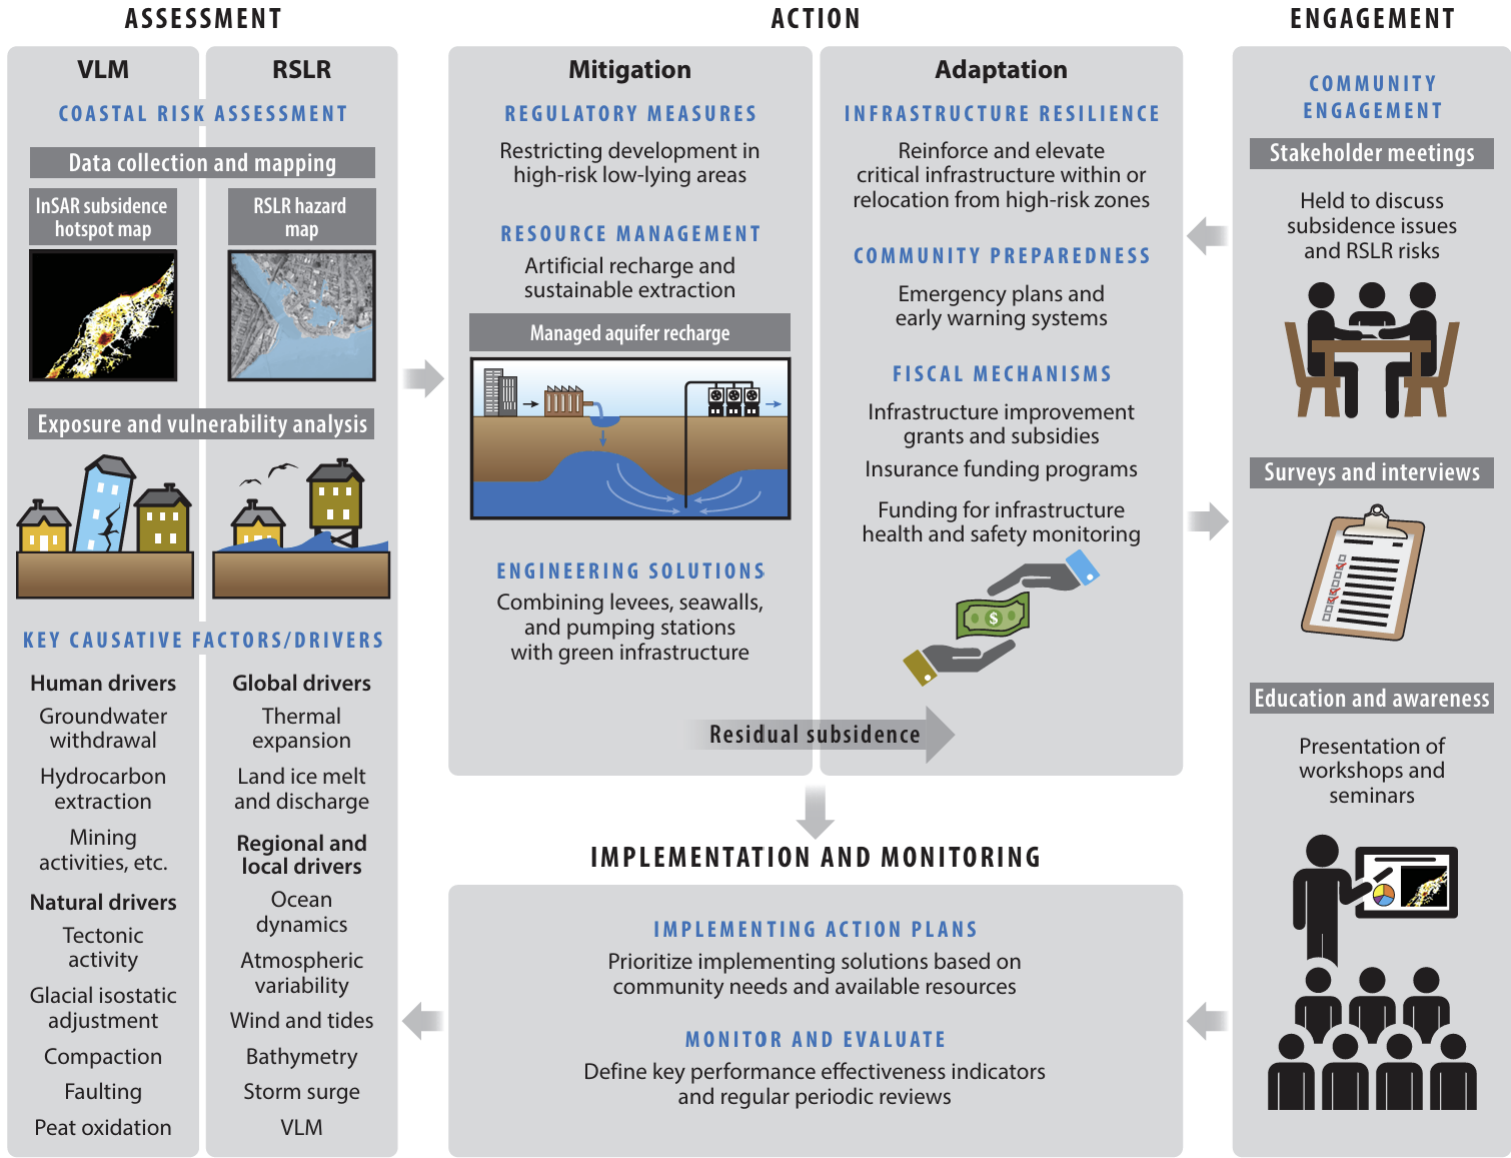 ASSESSMENT
VLM
RSLR
COASTAL RISK ASSESSMENT
Data collection and mapping
InSAR subsidence
hotspot map
RSLR hazard
map
Exposure and vulnerability analysis
KEY CAUSATIVE FACTORS/DRIVERS
Human drivers
Groundwater
withdrawal
Hydrocarbon
extraction
Mining
activities, etc.
Natural drivers
Tectonic
activity
Glacial isostatic
adjustment
Compaction
Faulting
Peat oxidation
Global drivers
Thermal
expansion
Land ice melt
and discharge
Regional and
local drivers
Ocean
dynamics
Atmospheric
variability
Wind and tides
Bathymetry
Storm surge
VLM
ACTION
Mitigation
REGULATORY MEASURES
Restricting development in
high-risk low-lying areas
RESOURCE MANAGEMENT
Artificial recharge and
sustainable extraction
Managed aquifer recharge
ENGINEERING SOLUTIONS
Combining levees, seawalls,
and pumping stations
with green infrastructure
Adaptation
INFRASTRUCTURE RESILIENCE
Reinforce and elevate
critical infrastructure within or
relocation from high-risk zones
COMMUNITY PREPAREDNESS
Emergency plans and
early warning systems
FISCAL MECHANISMS
Infrastructure improvement
grants and subsidies
Insurance funding programs
Funding for infrastructure
health and safety monitoring
$
Residual subsidence
IMPLEMENTATION AND MONITORING
IMPLEMENTING ACTION PLANS
Prioritize implementing solutions based on
community needs and available resources
MONITOR AND EVALUATE
Define key performance effectiveness indicators
and regular periodic reviews
ENGAGEMENT
COMMUNITY
ENGAGEMENT
Stakeholder meetings
Held to discuss
subsidence issues
and RSLR risks
Surveys and interviews
Education and awareness
Presentation of
workshops and
seminars